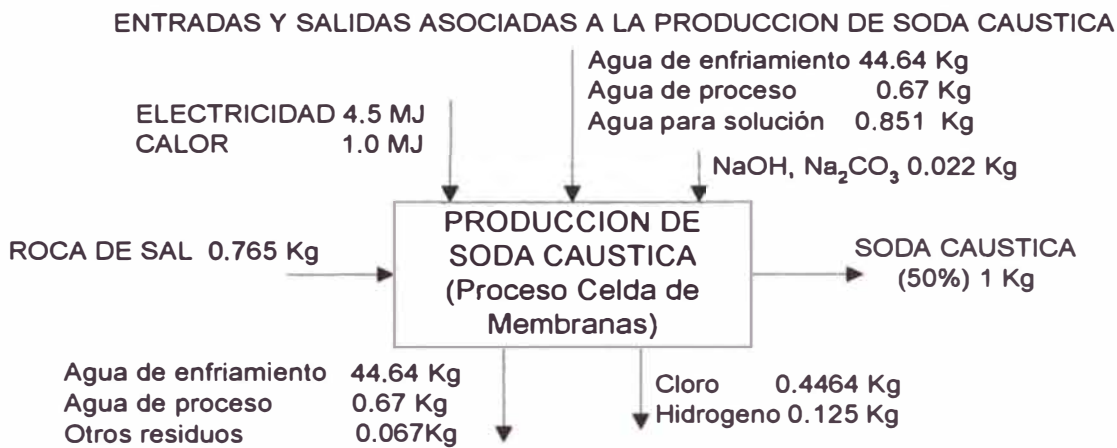 ENTRADAS Y SALIDAS ASOCIADAS A LA PRODUCCION DE SODA CAUSTICA
Agua de enfriamiento 44.64 Kg
Agua de proceso 0.67 Kg
Agua para solución 0.851 Kg
ELECTRICIDAD 4.5 MJ
CALOR 1.0 MJ
NaOH, Na₂CO₃ 0.022 Kg
ROCA DE SAL 0.765 Kg
PRODUCCION DE
SODA CAUSTICA
(Proceso Celda de
Membranas)
SODA CAUSTICA
(50%) 1 Kg
Agua de enfriamiento 44.64 Kg
Agua de proceso 0.67 Kg
Otros residuos 0.067Kg
Cloro 0.4464 Kg
Hidrogeno 0.125 Kg